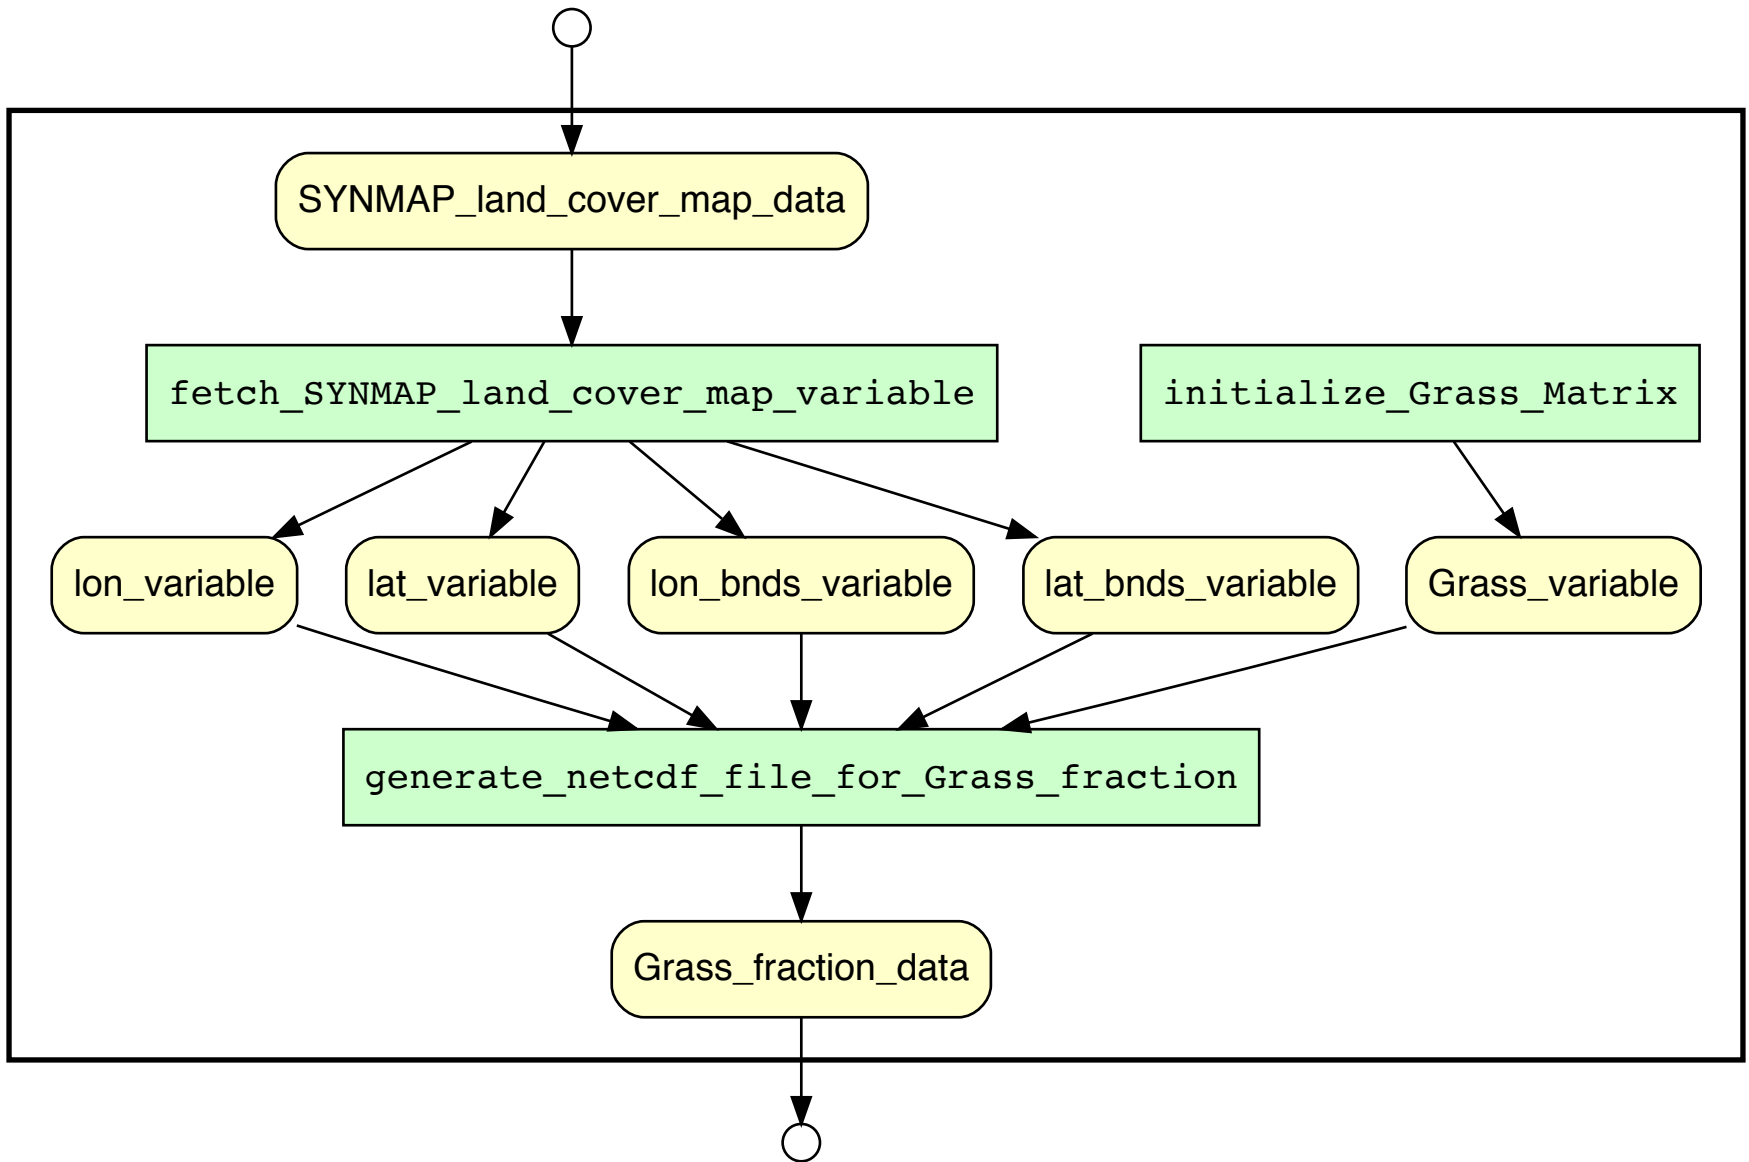 SYNMAP_land_cover_map_data
fetch_SYNMAP_land_cover_map_variable
initialize_Grass_Matrix
lon_variable
lat_variable
lon_bnds_variable
lat_bnds_variable
Grass_variable
generate_netcdf_file_for_Grass_fraction
Grass_fraction_data